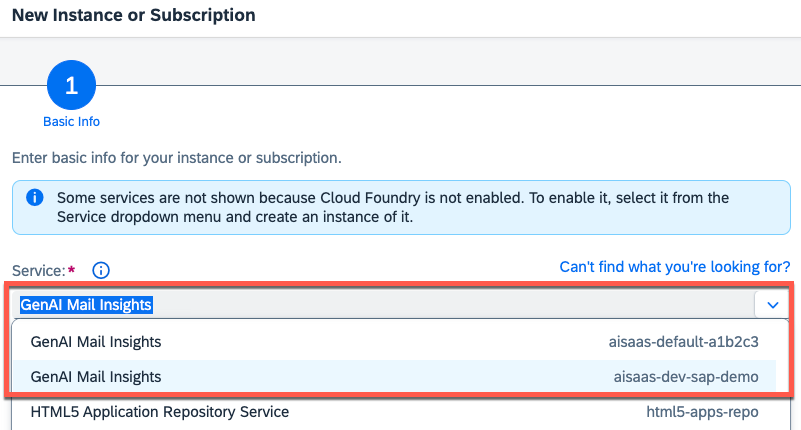 New Instance or Subscription
1
Basic Info
Enter basic info for your instance or subscription.
Some services are not shown because Cloud Foundry is not enabled. To enable it, select it from the
Service dropdown menu and create an instance of it.
Service:* Can't find what you're looking for?
GenAI Mail Insights
GenAI Mail Insights aisaas-default-a1b2c3
GenAI Mail Insights aisaas-dev-sap-demo
HTML5 Application Repository Service html5-apps-repo